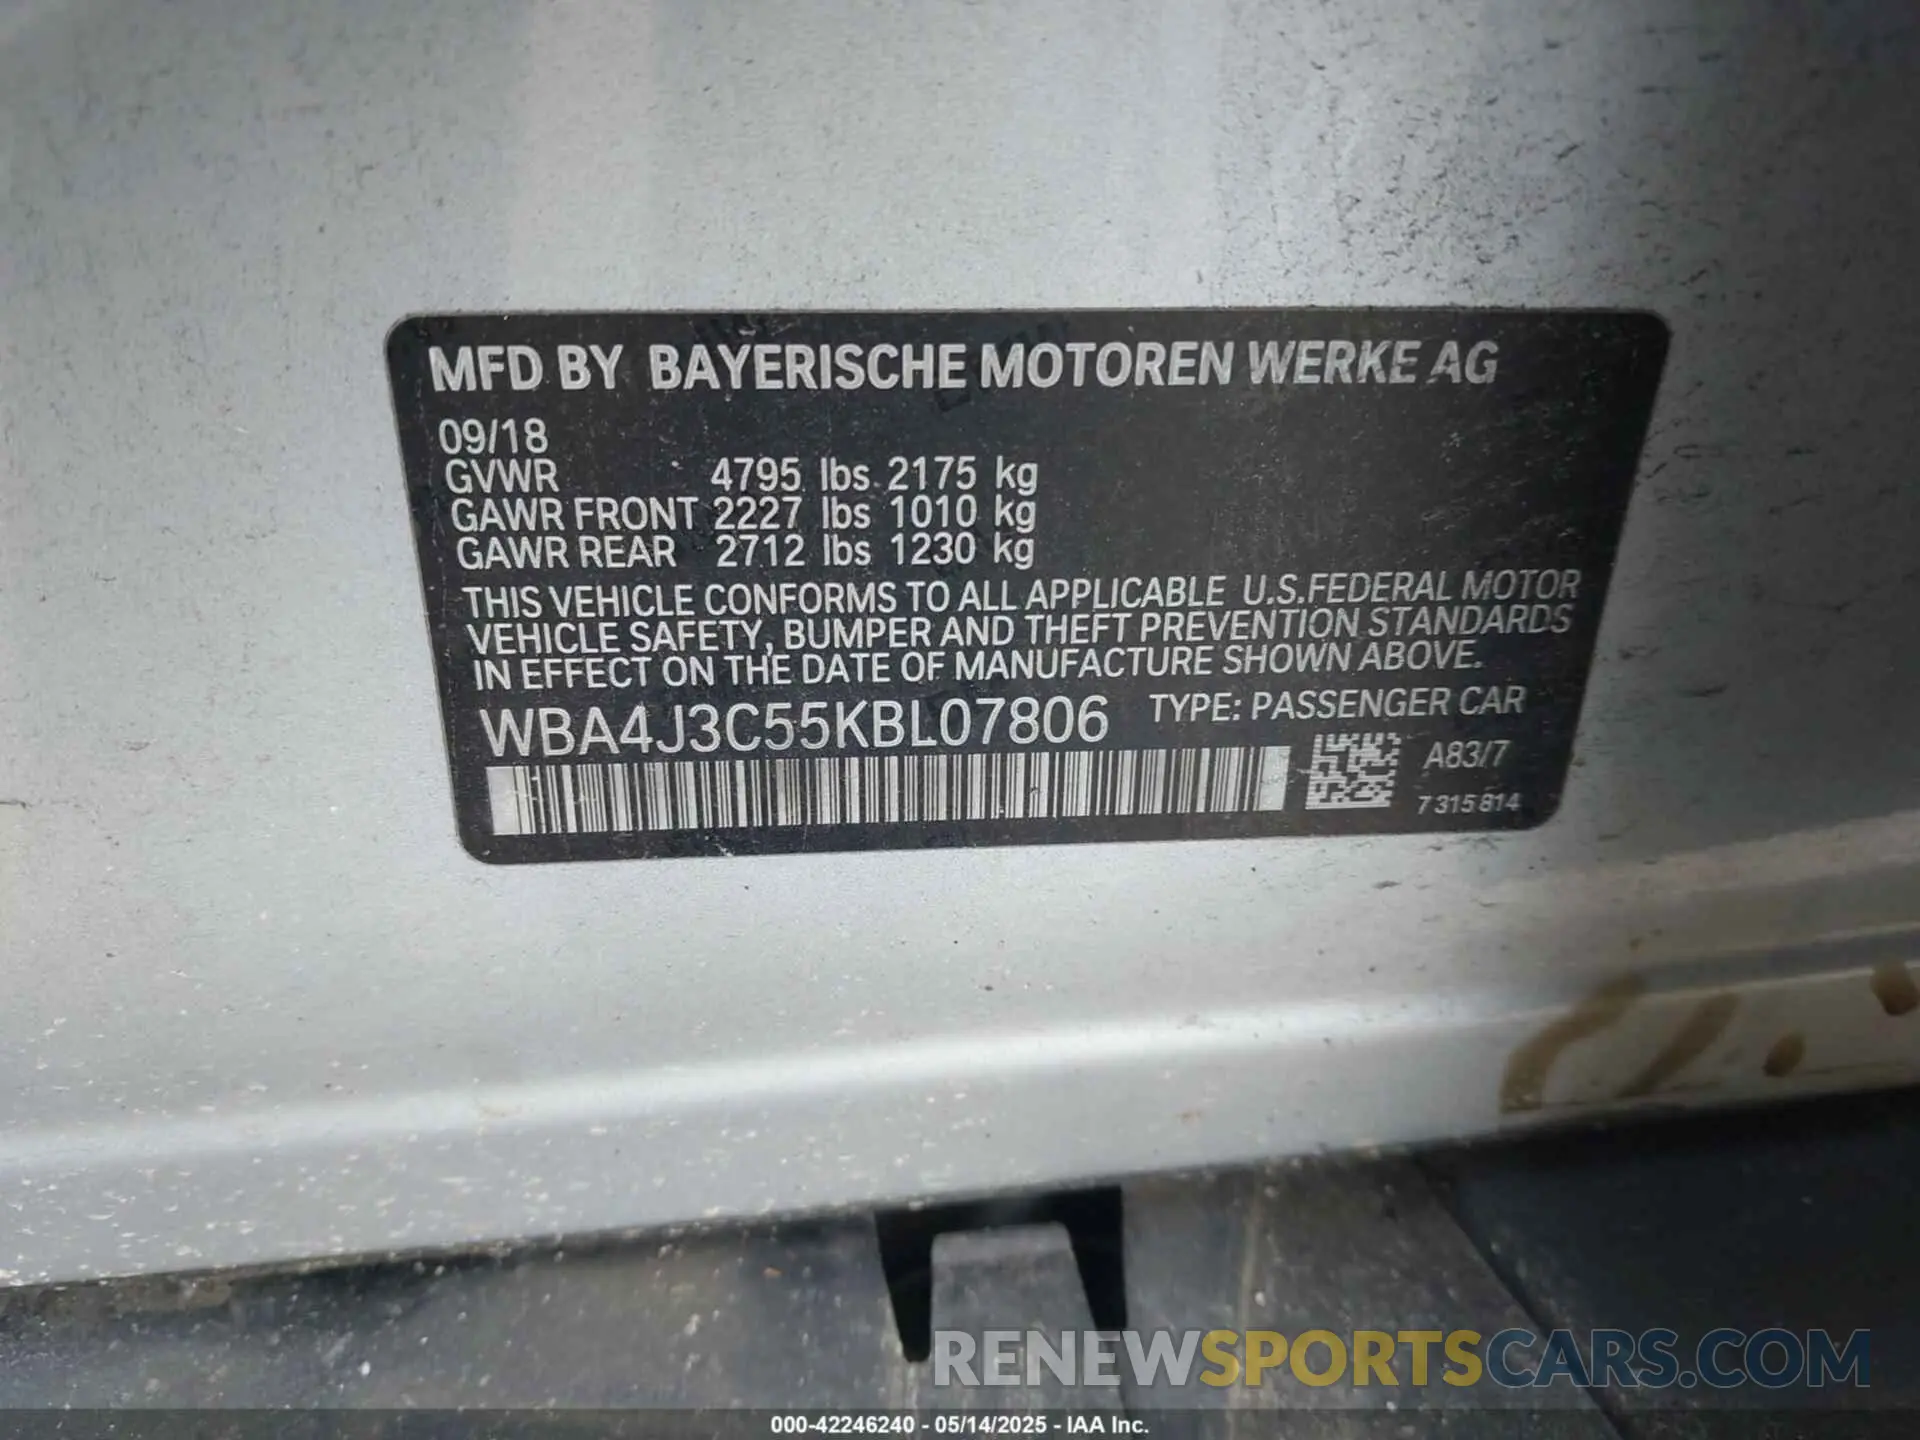 MFD BY BAYERISCHE MOTOREN WERKE AG
09/18
GVWR 4795 lbs 2175 kg
GAWR FRONT 2227 lbs 1010 kg
GAWR REAR 2712 lbs 1230 kg
THIS VEHICLE CONFORMS TO ALL APPLICABLE U.S.FEDERAL MOTOR
VEHICLE SAFETY, BUMPER AND THEFT PREVENTION STANDARDS
IN EFFECT ON THE DATE OF MANUFACTURE SHOWN ABOVE.
WBA4J3C55KBL07806 TYPE: PASSENGER CAR
A83/7
7 315 814
RENEWSPORTSCARS.COM
000-42246240 - 05/14/2025 - IAA Inc.